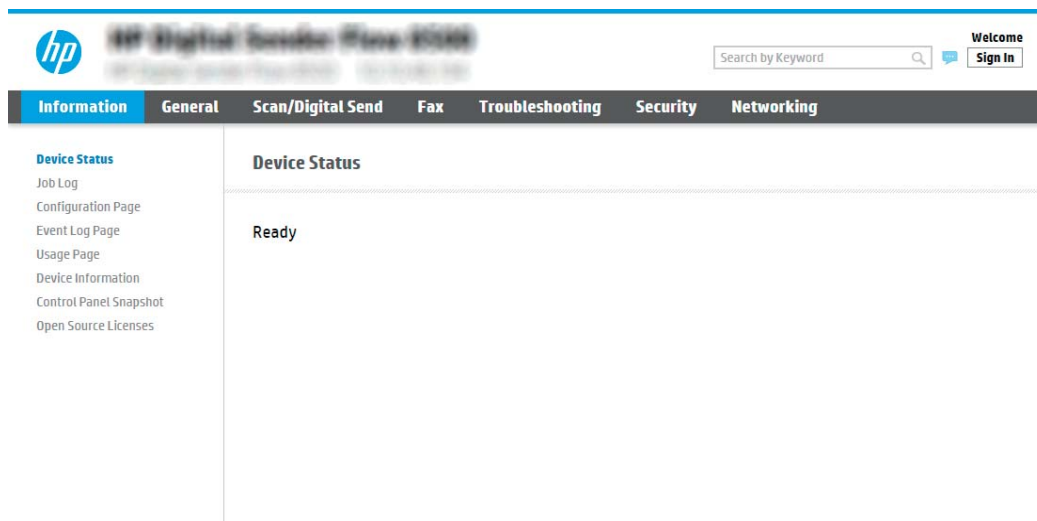 hp
Welcome
Search by Keyword
Sign In
Information General Scan/Digital Send Fax Troubleshooting Security Networking
Device Status
Job Log
Configuration Page
Event Log Page
Usage Page
Device Information
Control Panel Snapshot
Open Source Licenses
Device Status
Ready